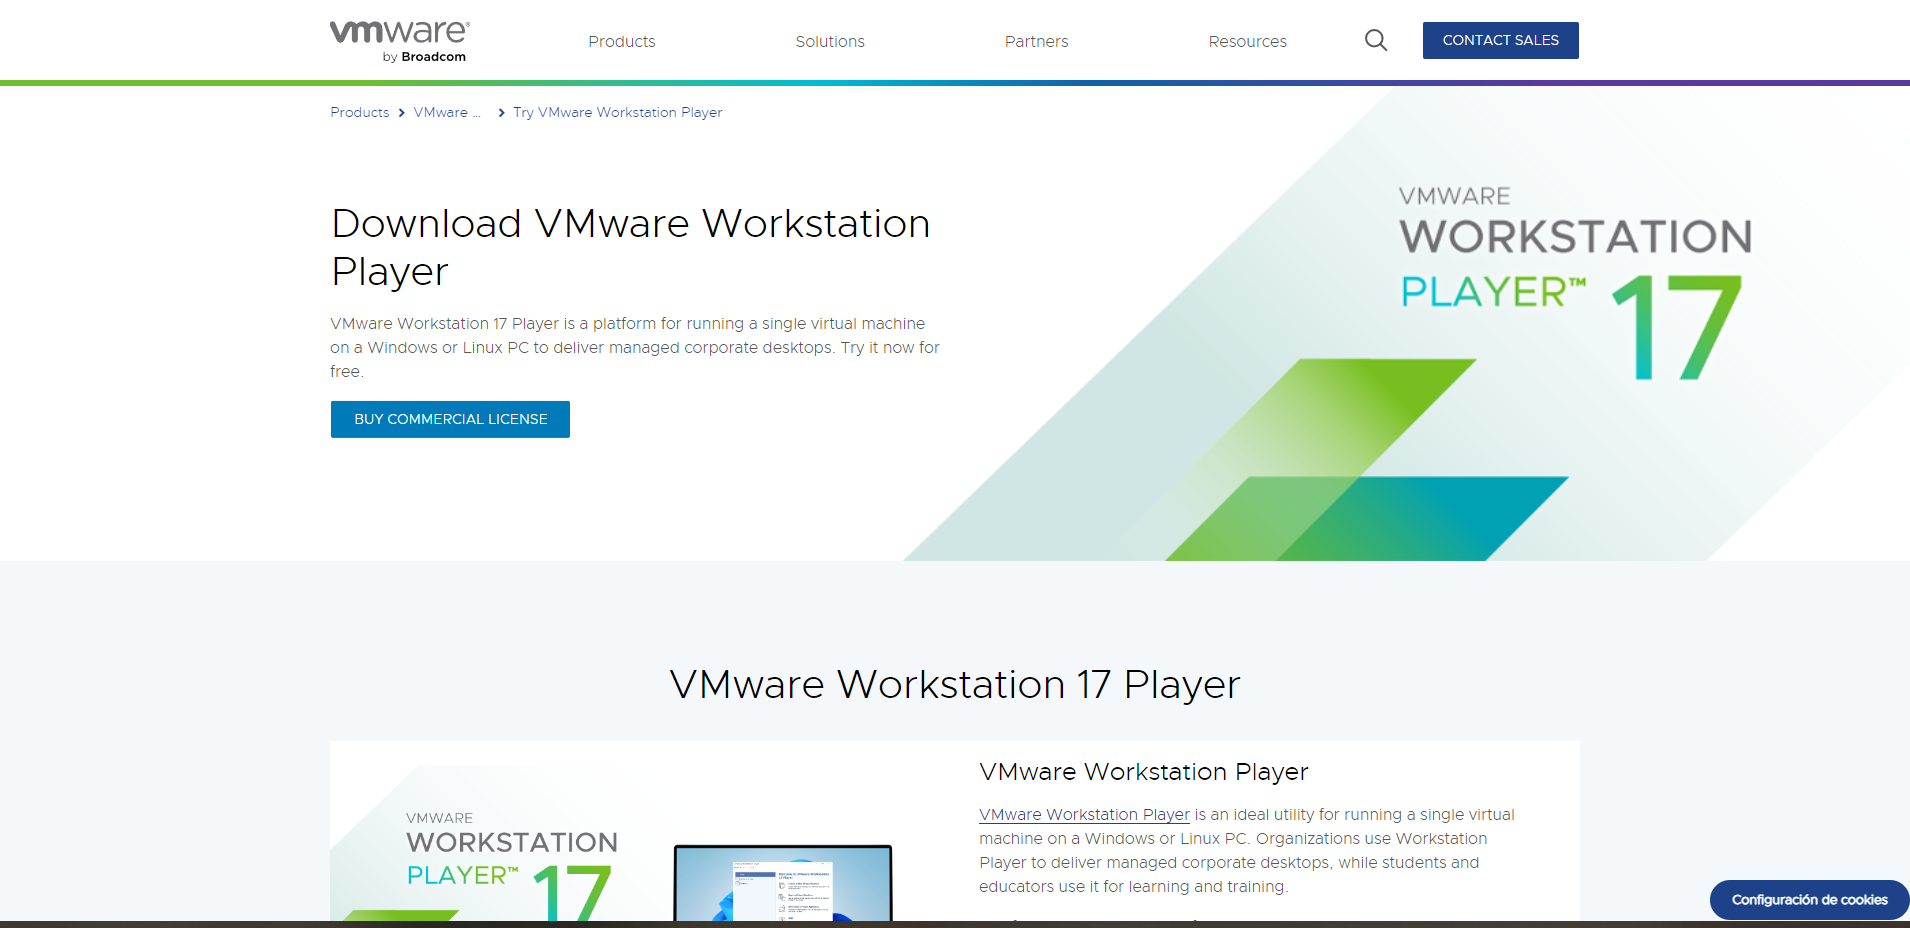 vmware®
by Broadcom
Products
Solutions
Partners
Resources
CONTACT SALES
Products > VMware ... > Try VMware Workstation Player
Download VMware Workstation
Player
VMware Workstation 17 Player is a platform for running a single virtual machine
on a Windows or Linux PC to deliver managed corporate desktops. Try it now for
free.
BUY COMMERCIAL LICENSE
VMWARE
WORKSTATION
PLAYER™ 17
VMware Workstation 17 Player
VMWARE
WORKSTATION
PLAYER™ 17
VMware Workstation Player
VMware Workstation Player is an ideal utility for running a single virtual
machine on a Windows or Linux PC. Organizations use Workstation
Player to deliver managed corporate desktops, while students and
educators use it for learning and training.
Configuración de cookies